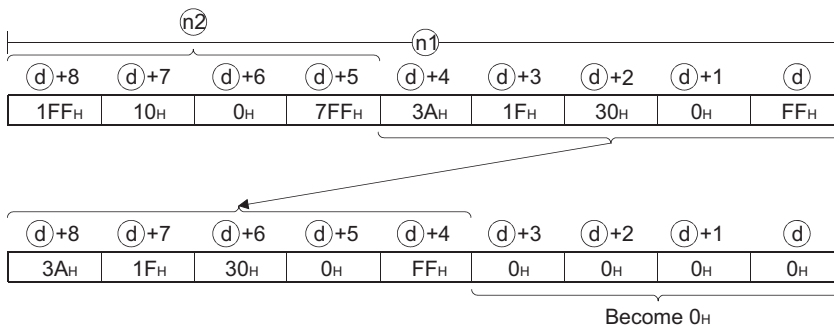 n2
n1
d+8 d+7 d+6 d+5 d+4 d+3 d+2 d+1 d
1FFH 10H 0H 7FFH 3AH 1FH 30H 0H FFH
d+8 d+7 d+6 d+5 d+4 d+3 d+2 d+1 d
3AH 1FH 30H 0H FFH 0H 0H 0H 0H
Become 0H